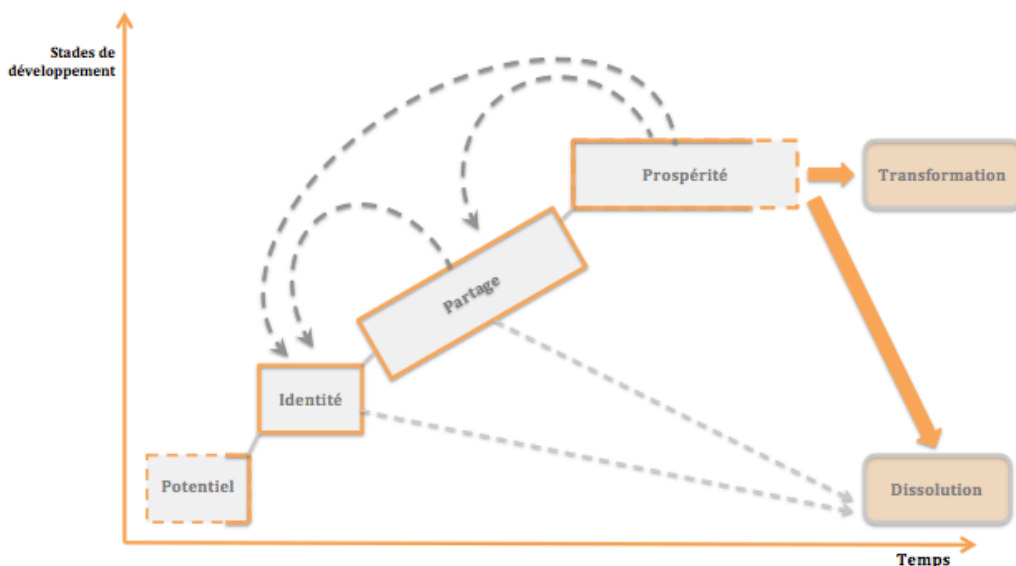 Stades de
développement
Prospérité
Transformation
Partage
Identité
Potentiel
Dissolution
Temps